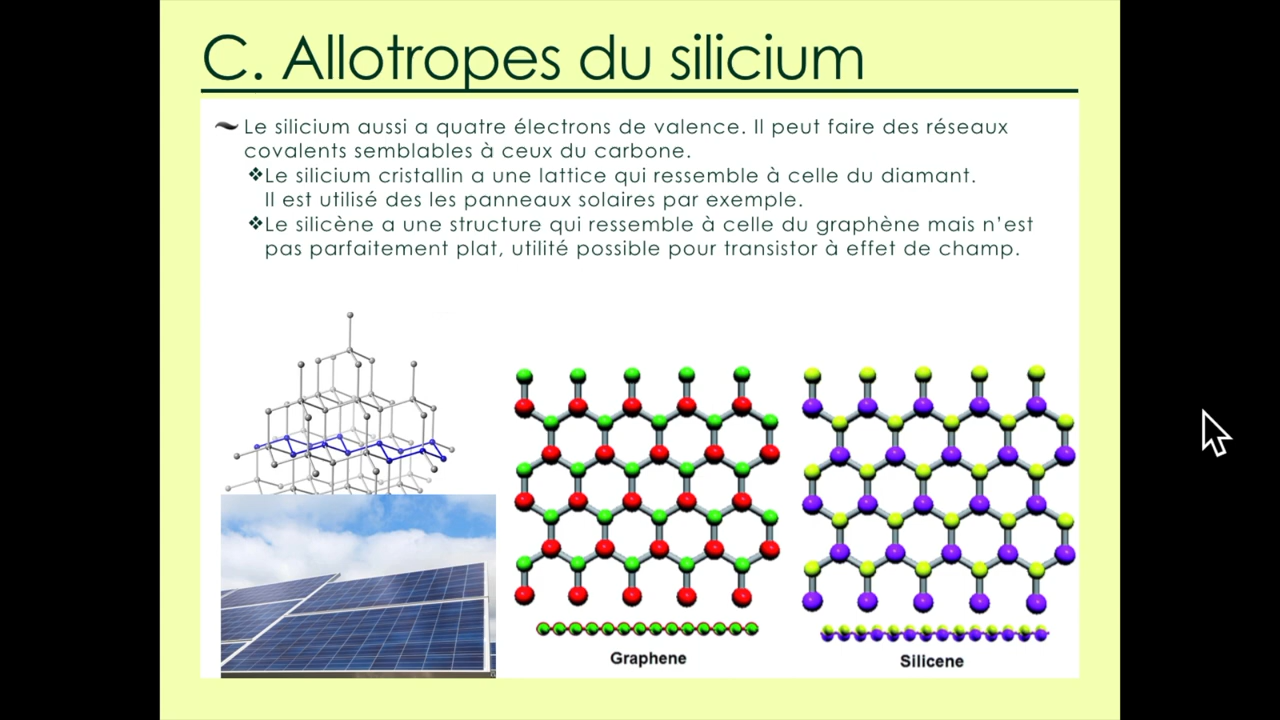 C. Allotropes du silicium
Le silicium aussi a quatre électrons de valence. Il peut faire des réseaux
covalents semblables à ceux du carbone.
❖Le silicium cristallin a une lattice qui ressemble à celle du diamant.
Il est utilisé des les panneaux solaires par exemple.
❖Le silicène a une structure qui ressemble à celle du graphène mais n’est
pas parfaitement plat, utilité possible pour transistor à effet de champ.
Graphene
Silicene